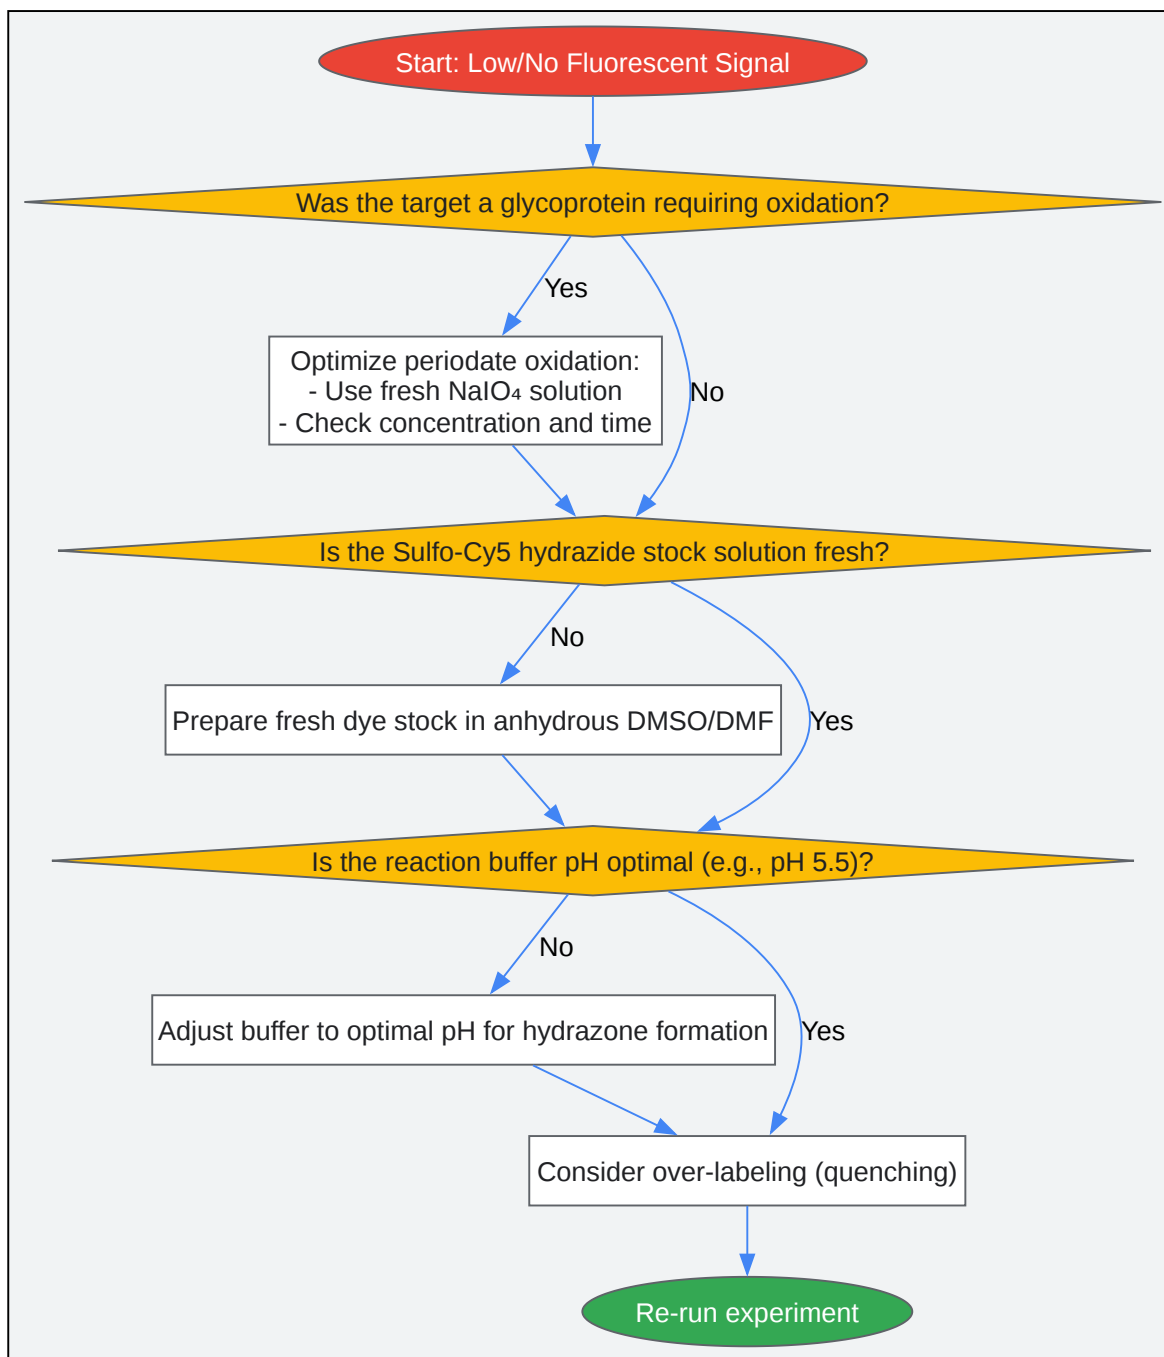 Start: Low/No Fluorescent Signal
Was the target a glycoprotein requiring oxidation?
Yes
Optimize periodate oxidation:
- Use fresh NaIO₄ solution
- Check concentration and time
No
Is the Sulfo-Cy5 hydrazide stock solution fresh?
No
Prepare fresh dye stock in anhydrous DMSO/DMF
Yes
Is the reaction buffer pH optimal (e.g., pH 5.5)?
No
Adjust buffer to optimal pH for hydrazone formation
Yes
Consider over-labeling (quenching)
Re-run experiment